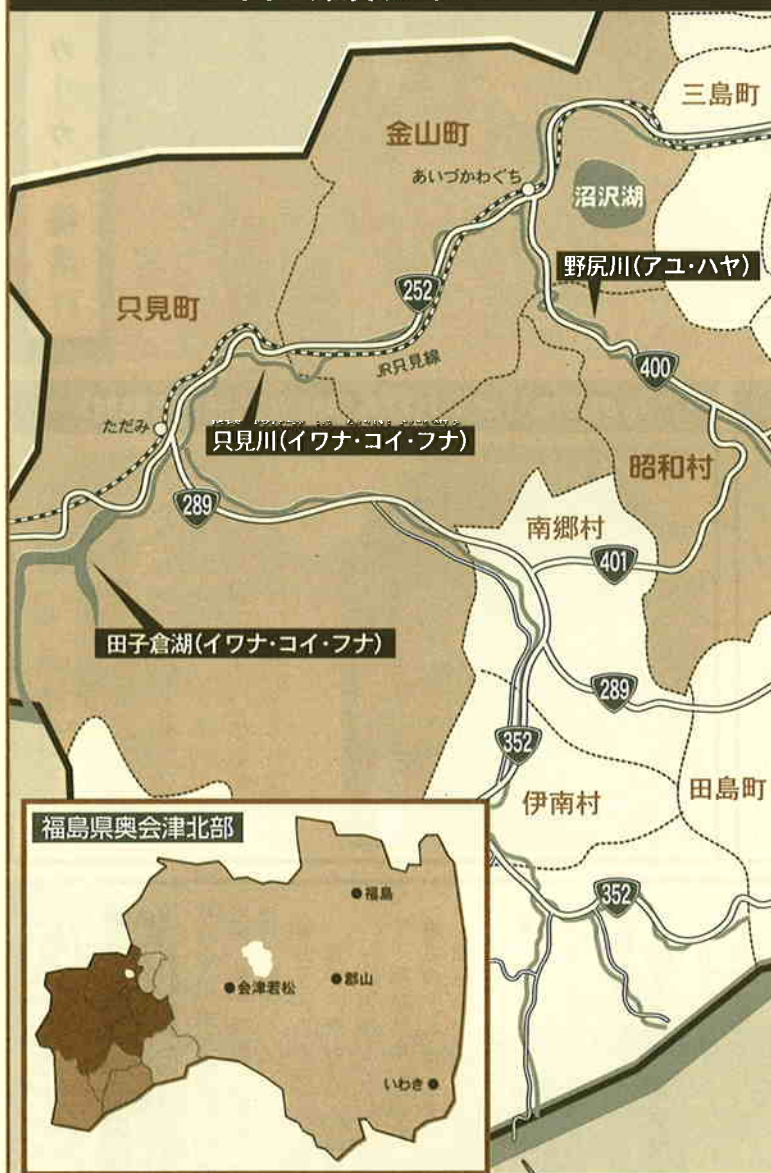 三島町
金山町
あいづかわぐち
沼沢湖
野尻川(アユ・ハヤ)
252
只見町
JR只見線
400
ただみ
只見川(イワナ・コイ・フナ)
昭和村
289
南郷村
401
田子倉湖(イワナ・コイ・フナ)
289
352
伊南村
田島町
福島県奥会津北部
福島
352
会津若松
郡山
いわき